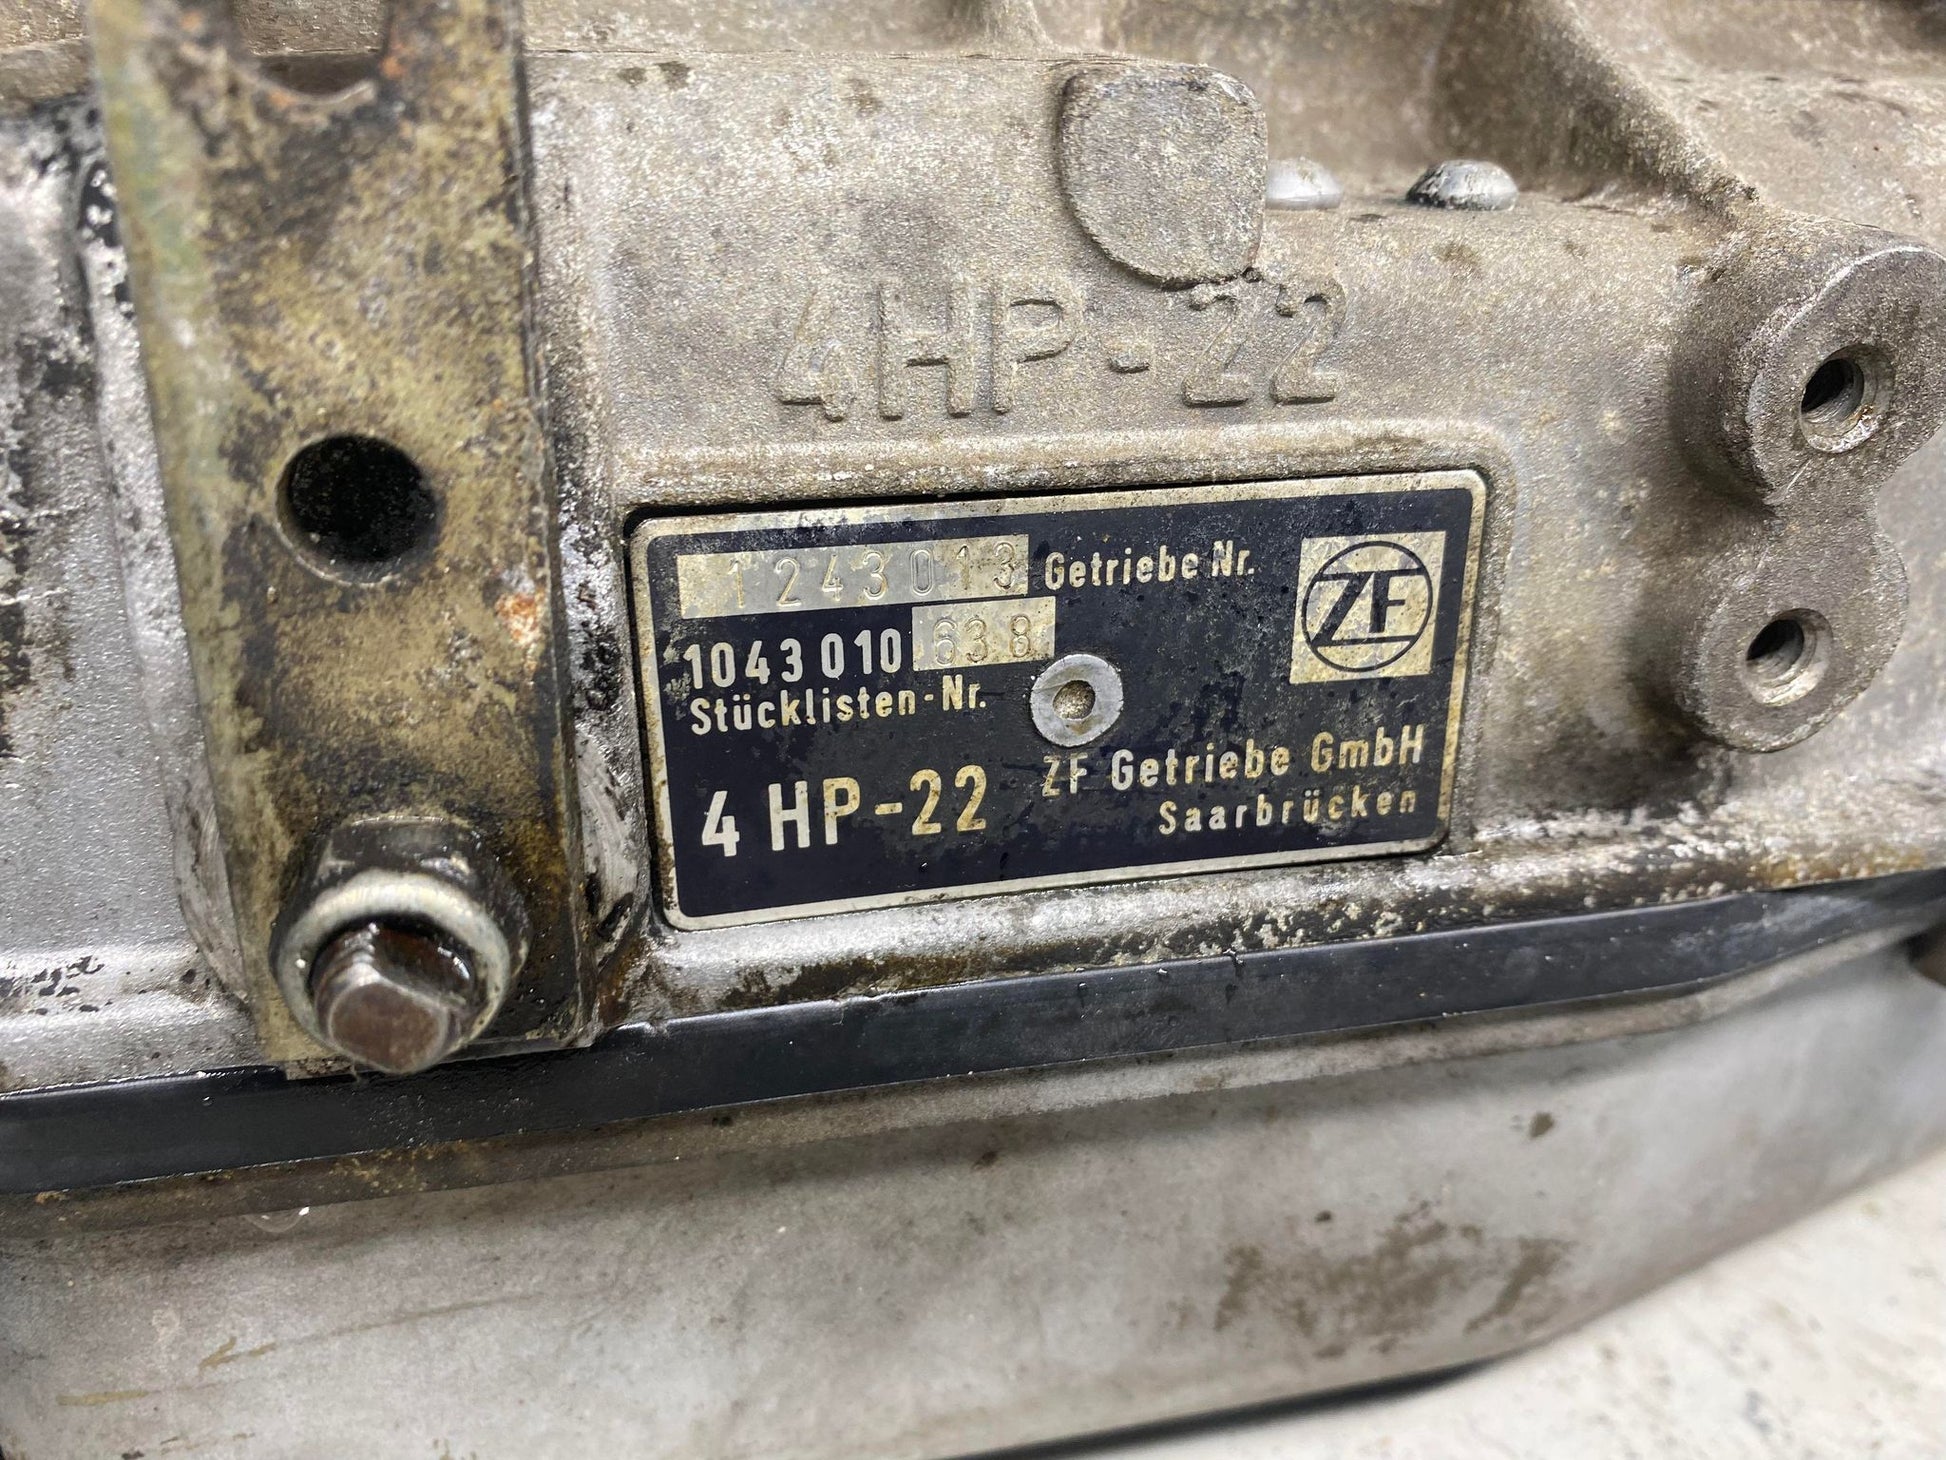 4HP-22
1243013 Getriebe Nr.
ZF
1043 010 638
Stücklisten-Nr.
4 HP-22
ZF Getriebe GmbH
Saarbrücken